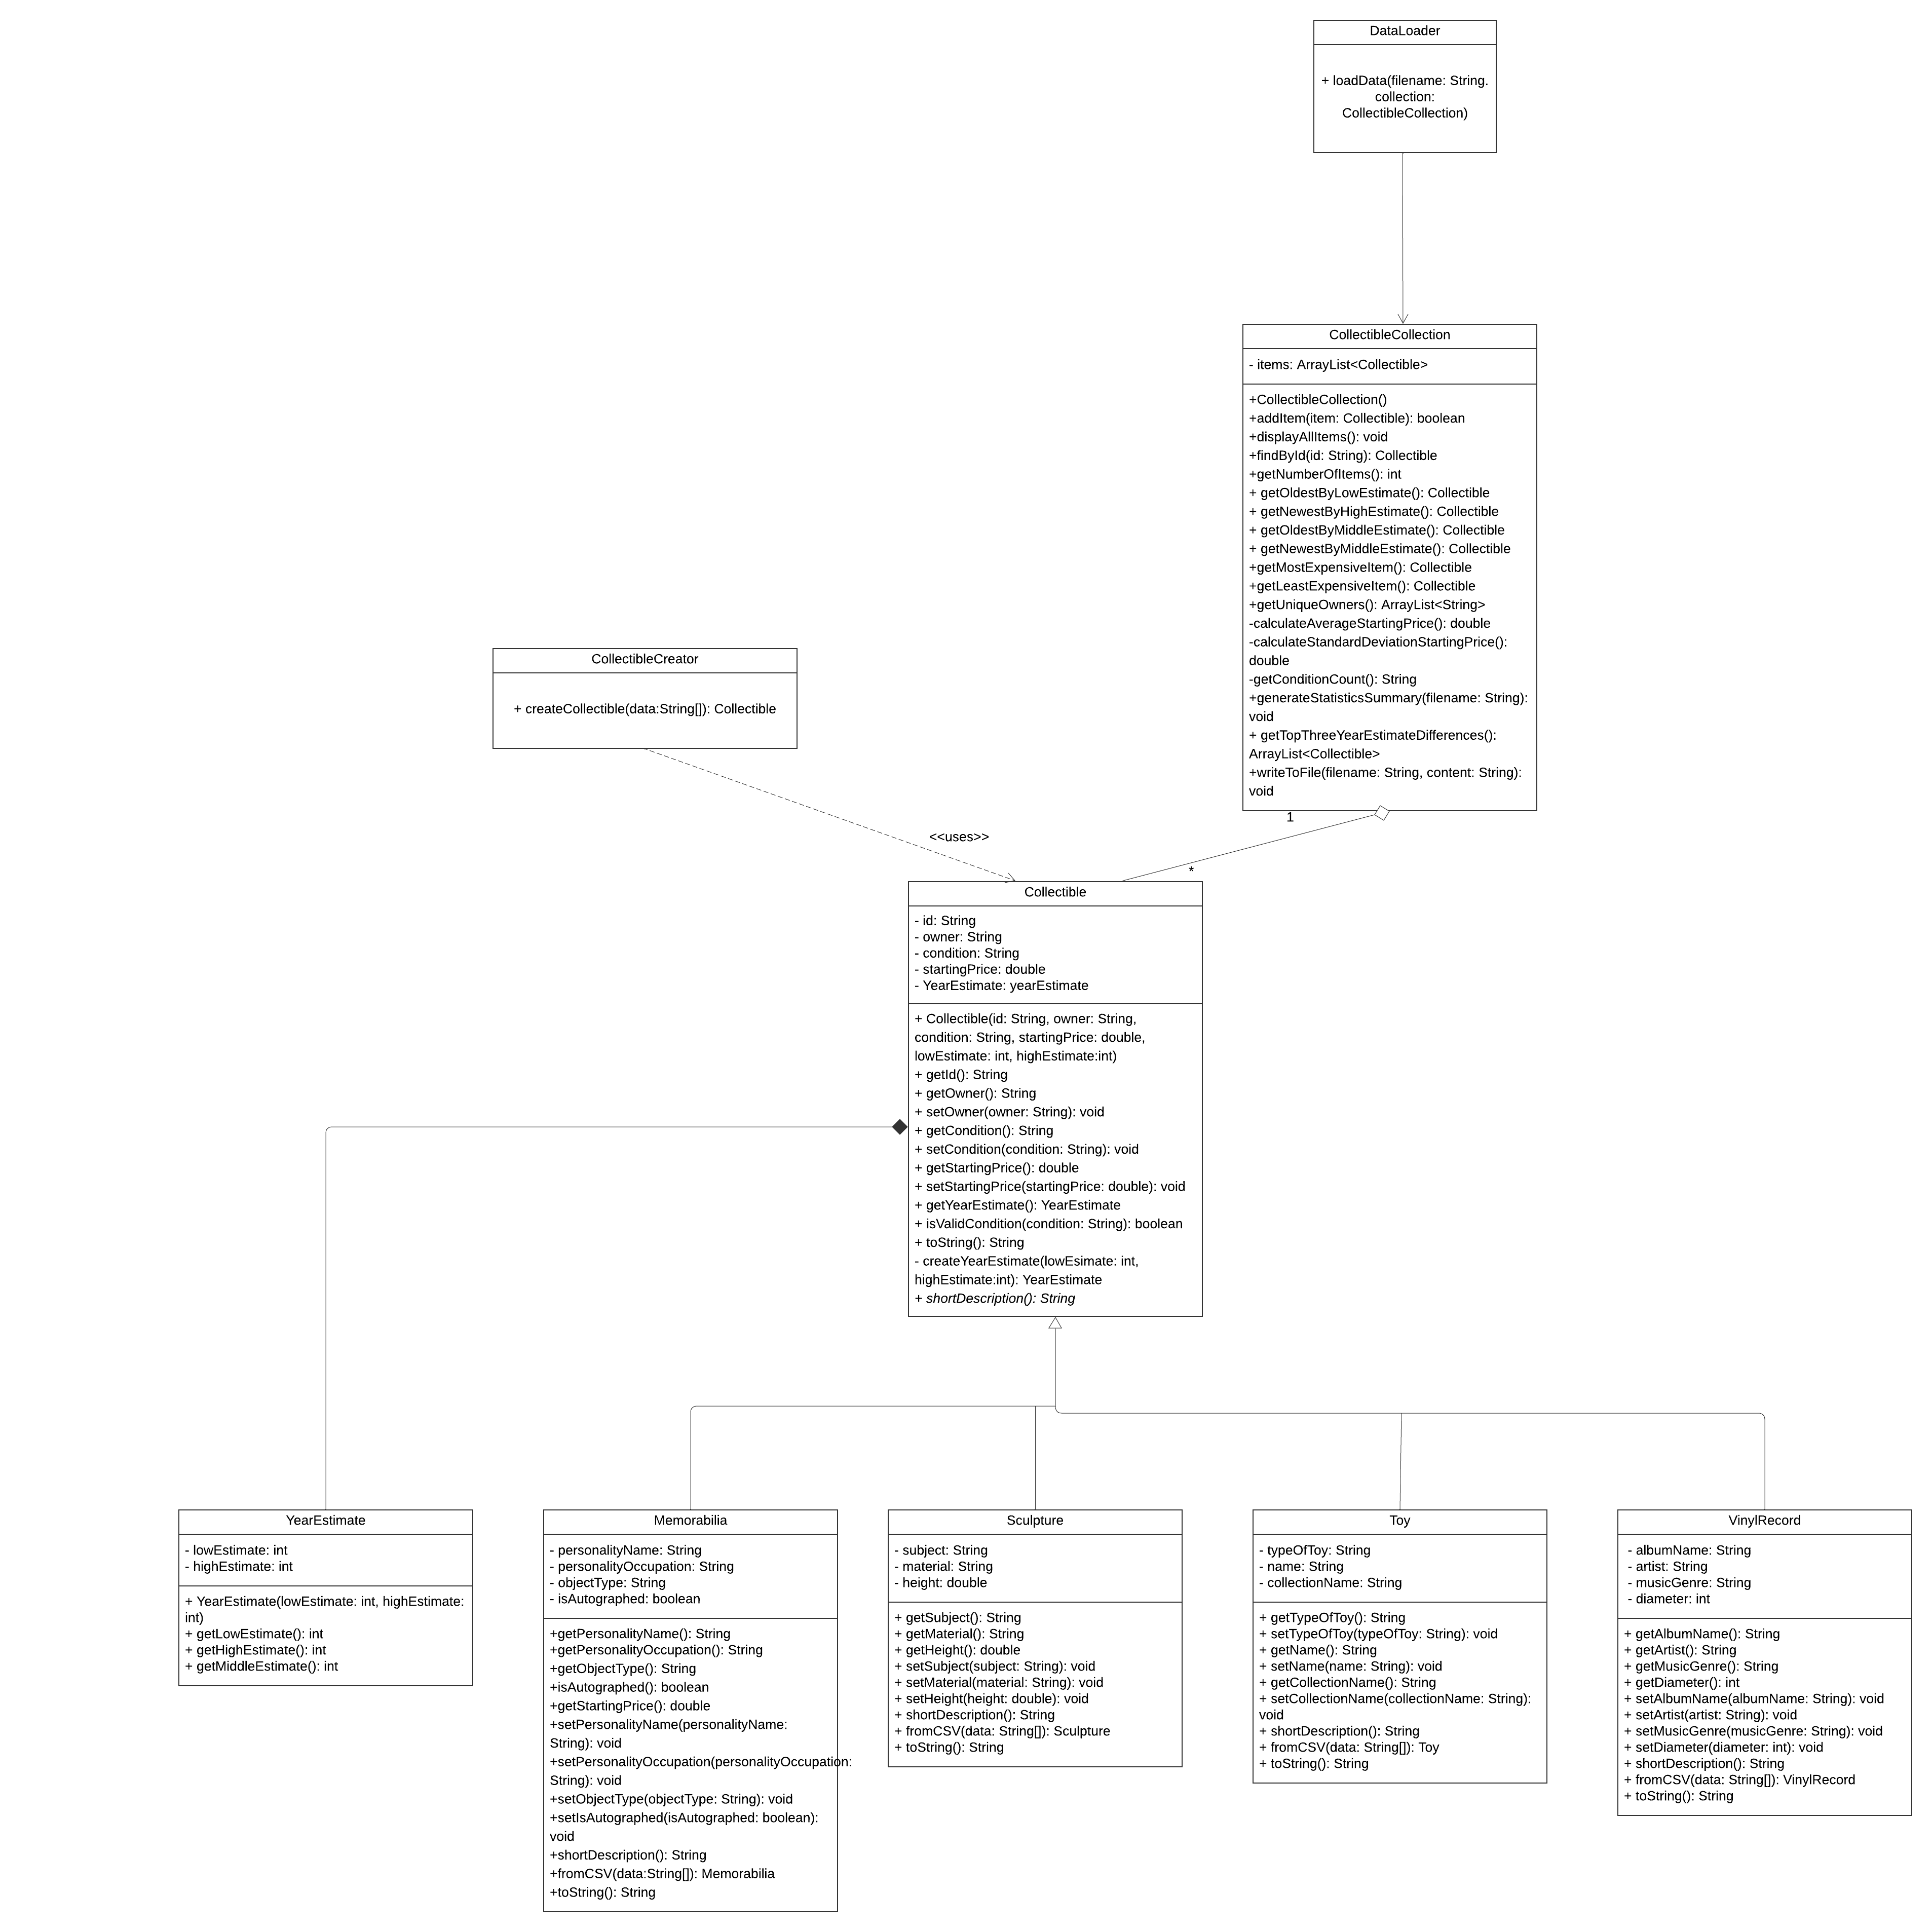 DataLoader
+ loadData(filename: String.
collection:
CollectibleCollection)
CollectibleCollection
- items: ArrayList<Collectible>
+CollectibleCollection()
+addItem(item: Collectible): boolean
+displayAllItems(): void
+findById(id: String): Collectible
+getNumberOfItems(): int
+ getOldestByLowEstimate(): Collectible
+ getNewestByHighEstimate(): Collectible
+ getOldestByMiddleEstimate(): Collectible
+ getNewestByMiddleEstimate(): Collectible
+getMostExpensiveItem(): Collectible
+getLeastExpensiveItem(): Collectible
+getUniqueOwners(): ArrayList<String>
-calculateAverageStartingPrice(): double
-calculateStandardDeviationStartingPrice():
double
-getConditionCount(): String
+generateStatisticsSummary(filename: String):
void
+ getTopThreeYearEstimateDifferences():
ArrayList<Collectible>
+writeToFile(filename: String, content: String):
void
CollectibleCreator
+ createCollectible(data:String[]): Collectible
<<uses>>
1
*
Collectible
- id: String
- owner: String
- condition: String
- startingPrice: double
- YearEstimate: yearEstimate
+ Collectible(id: String, owner: String,
condition: String, startingPrice: double,
lowEstimate: int, highEstimate:int)
+ getId(): String
+ getOwner(): String
+ setOwner(owner: String): void
+ getCondition(): String
+ setCondition(condition: String): void
+ getStartingPrice(): double
+ setStartingPrice(startingPrice: double): void
+ getYearEstimate(): YearEstimate
+ isValidCondition(condition: String): boolean
+ toString(): String
- createYearEstimate(lowEsimate: int,
highEstimate:int): YearEstimate
+ shortDescription(): String
YearEstimate
- lowEstimate: int
- highEstimate: int
+ YearEstimate(lowEstimate: int, highEstimate:
int)
+ getLowEstimate(): int
+ getHighEstimate(): int
+ getMiddleEstimate(): int
Memorabilia
- personalityName: String
- personalityOccupation: String
- objectType: String
- isAutographed: boolean
+getPersonalityName(): String
+getPersonalityOccupation(): String
+getObjectType(): String
+isAutographed(): boolean
+getStartingPrice(): double
+setPersonalityName(personalityName:
String): void
+setPersonalityOccupation(personalityOccupation:
String): void
+setObjectType(objectType: String): void
+setIsAutographed(isAutographed: boolean):
void
+shortDescription(): String
+fromCSV(data:String[]): Memorabilia
+toString(): String
Sculpture
- subject: String
- material: String
- height: double
+ getSubject(): String
+ getMaterial(): String
+ getHeight(): double
+ setSubject(subject: String): void
+ setMaterial(material: String): void
+ setHeight(height: double): void
+ shortDescription(): String
+ fromCSV(data: String[]): Sculpture
+ toString(): String
Toy
- typeOfToy: String
- name: String
- collectionName: String
+ getTypeOfToy(): String
+ setTypeOfToy(typeOfToy: String): void
+ getName(): String
+ setName(name: String): void
+ getCollectionName(): String
+ setCollectionName(collectionName: String):
void
+ shortDescription(): String
+ fromCSV(data: String[]): Toy
+ toString(): String
VinylRecord
- albumName: String
- artist: String
- musicGenre: String
- diameter: int
+ getAlbumName(): String
+ getArtist(): String
+ getMusicGenre(): String
+ getDiameter(): int
+ setAlbumName(albumName: String): void
+ setArtist(artist: String): void
+ setMusicGenre(musicGenre: String): void
+ setDiameter(diameter: int): void
+ shortDescription(): String
+ fromCSV(data: String[]): VinylRecord
+ toString(): String